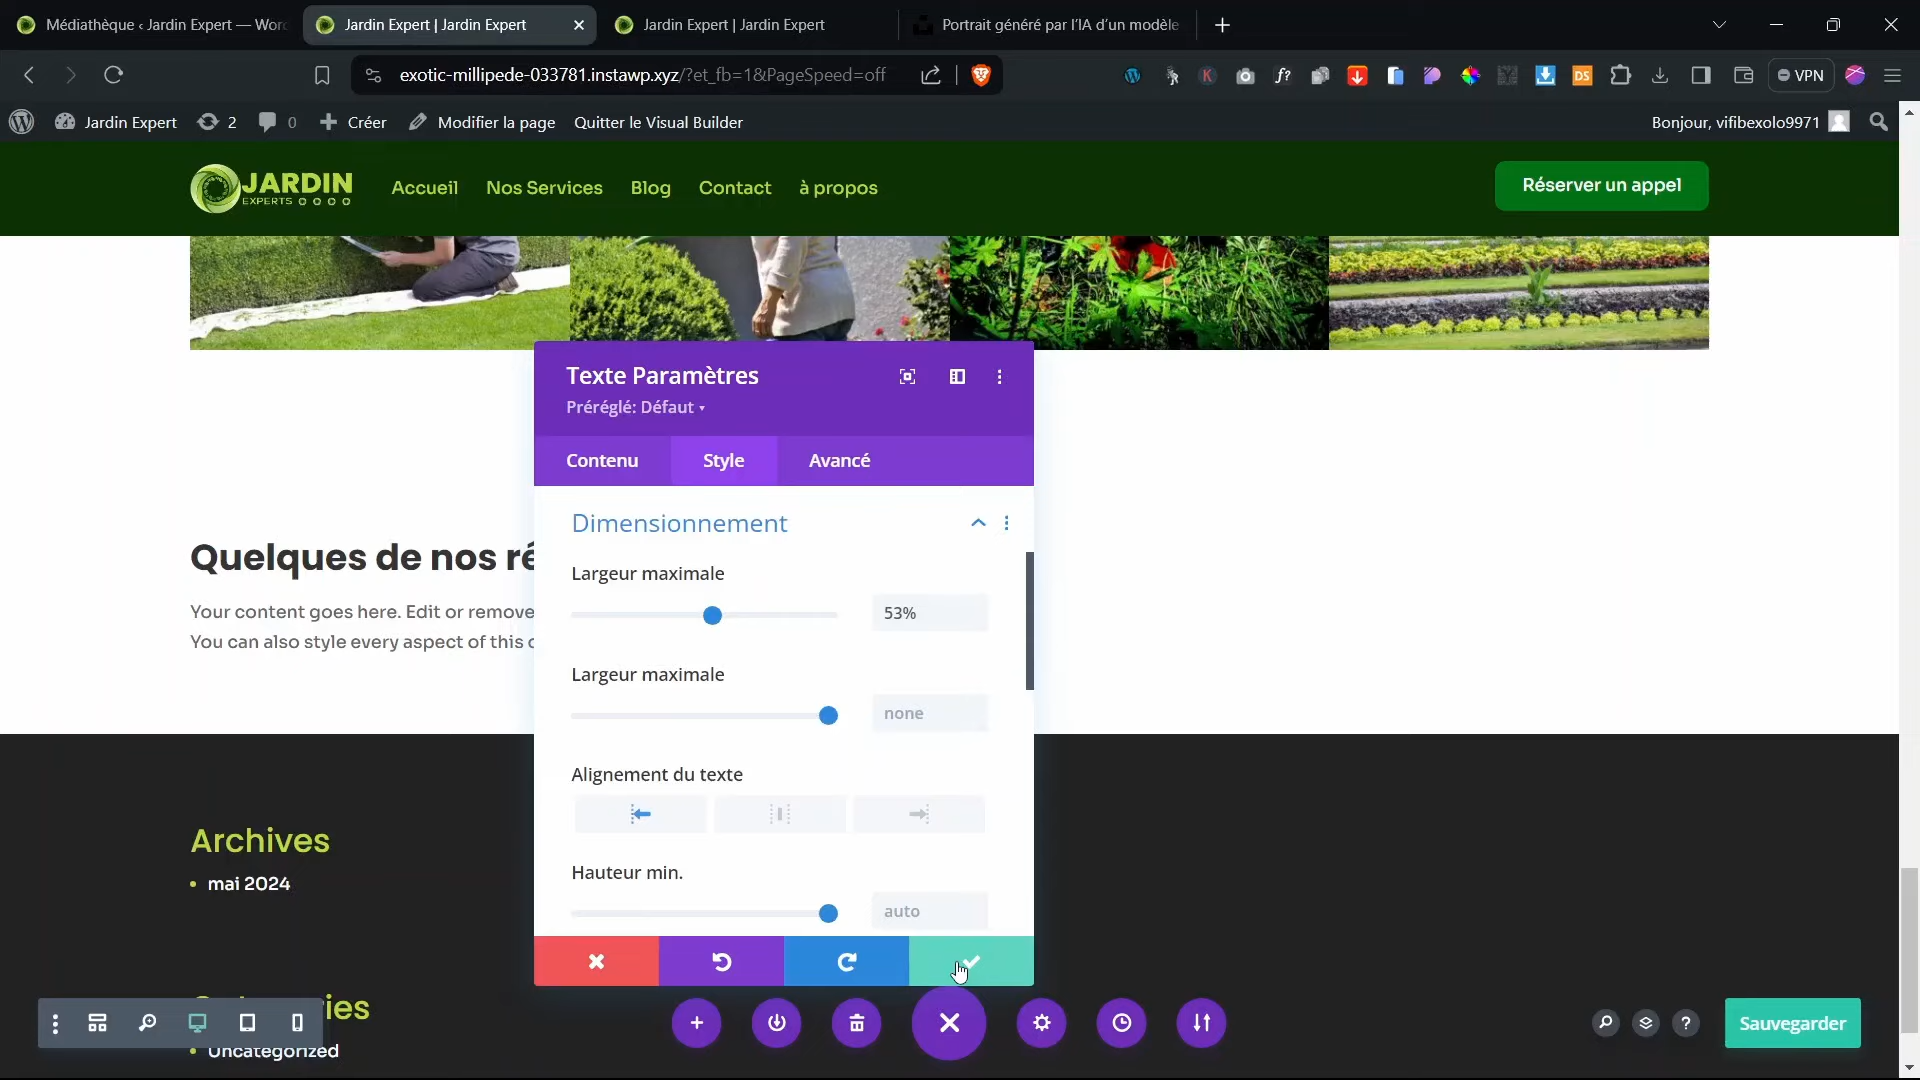 Médiathèque ‹ Jardin Expert — Wor
Jardin Expert | Jardin Expert
Jardin Expert | Jardin Expert
Portrait généré par l'IA d'un modèle
exotic-millipede-033781.instawp.xyz/?et_fb=1&PageSpeed=off
VPN
Jardin Expert
2
0
Créer
Modifier la page
Quitter le Visual Builder
Bonjour, vifibexolo9971
JARDIN
EXPERTS
Accueil
Nos Services
Blog
Contact
à propos
Réserver un appel
Texte Paramètres
Préréglé: Défaut
Contenu
Style
Avancé
Dimensionnement
Largeur maximale
53%
Largeur maximale
none
Alignement du texte
Hauteur min.
auto
Quelques de nos ré
Your content goes here. Edit or remove
You can also style every aspect of this
Archives
mai 2024
ies
Uncategorized
Sauvegarder